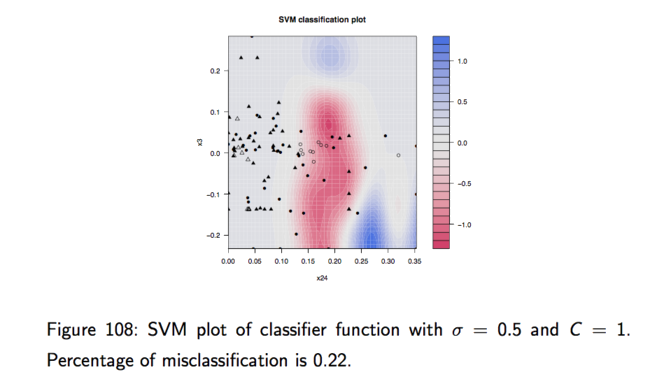 SVM classification plot
1.0
0.5
0.0
−0.5
−1.0
0.2
0.1
0.0
−0.1
−0.2
x3
0.00 0.05 0.10 0.15 0.20 0.25 0.30 0.35
x24
Figure 108: SVM plot of classifier function with σ = 0.5 and C = 1.
Percentage of misclassification is 0.22.